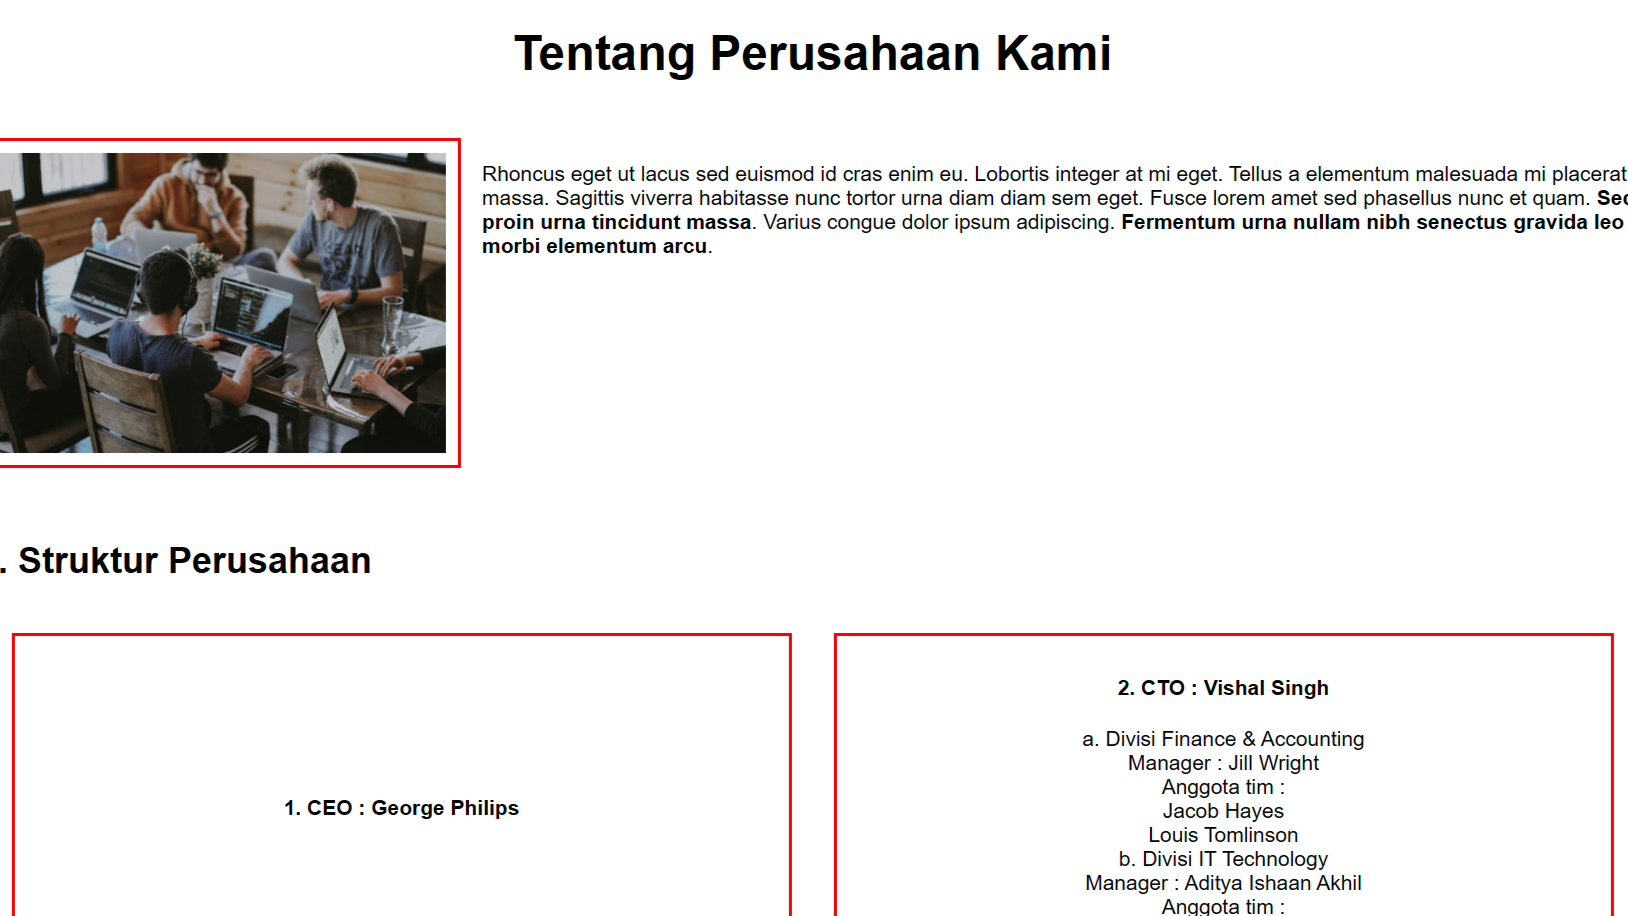 Tentang Perusahaan Kami
Rhoncus eget ut lacus sed euismod id cras enim eu. Lobortis integer at mi eget. Tellus a elementum malesuada mi placerat
massa. Sagittis viverra habitasse nunc tortor urna diam diam sem eget. Fusce lorem amet sed phasellus nunc et quam. Sed
proin urna tincidunt massa. Varius congue dolor ipsum adipiscing. Fermentum urna nullam nibh senectus gravida leo
morbi elementum arcu.
. Struktur Perusahaan
1. CEO : George Philips
2. CTO : Vishal Singh
a. Divisi Finance & Accounting
Manager : Jill Wright
Anggota tim :
Jacob Hayes
Louis Tomlinson
b. Divisi IT Technology
Manager : Aditya Ishaan Akhil
Anggota tim :